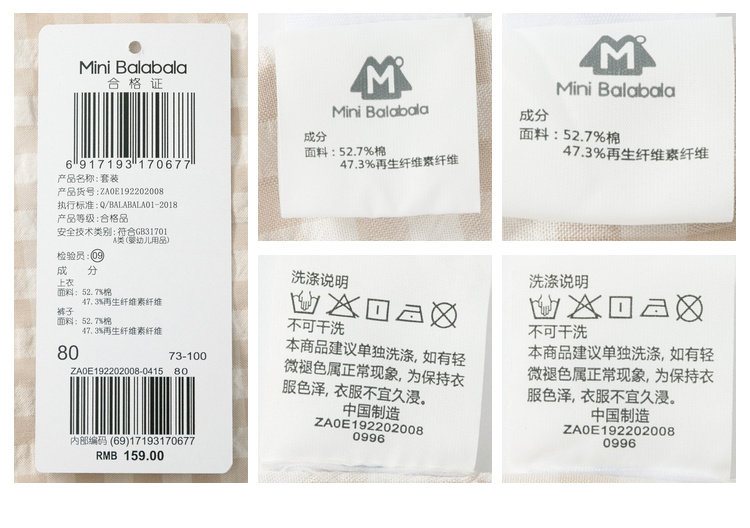 Mini Balabala
合格证
6 917193 170677
产品名称:套装
产品货号:ZA0E192202008
执行标准:Q/BALABALA01-2018
产品等级:合格品
安全技术类别:符合GB31701
A类(婴幼儿用品)
检验员:09
成 分
上衣
面料: 52.7%棉
47.3%再生纤维素纤维
裤子
面料: 52.7%棉
47.3%再生纤维素纤维
80 73-100
ZA0E192202008-0415 80
内部编码 (69)17193170677
RMB 159.00
M
Mini Balabala
成分
面料：52.7%棉
47.3%再生纤维素纤维
M
Mini Balabala
成分
面料：52.7%棉
47.3%再生纤维素纤维
洗涤说明
不可干洗
本商品建议单独洗涤, 如有轻
微褪色属正常现象, 为保持衣
服色泽, 衣服不宜久浸。
中国制造
ZA0E192202008
0996
洗涤说明
不可干洗
本商品建议单独洗涤, 如有轻
微褪色属正常现象, 为保持衣
服色泽, 衣服不宜久浸。
中国制造
ZA0E192202008
0996